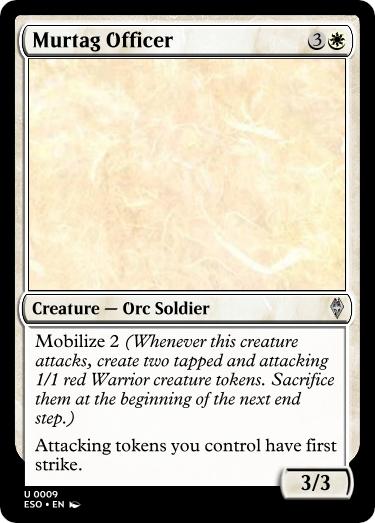 Murtag Officer 3
Creature — Orc Soldier
Mobilize 2 (Whenever this creature
attacks, create two tapped and attacking
1/1 red Warrior creature tokens. Sacrifice
them at the beginning of the next end
step.)
Attacking tokens you control have first
strike.
3/3
U 0009
ESO • EN